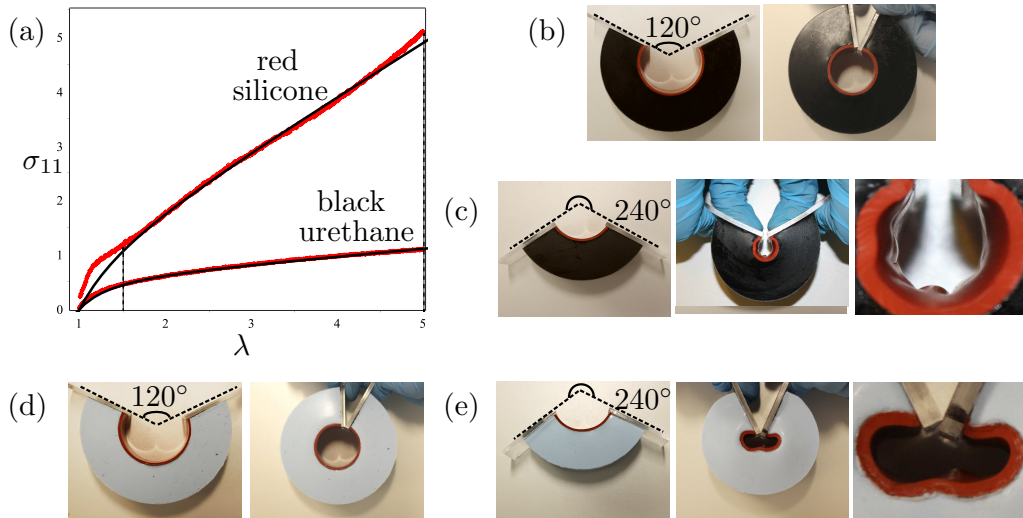 (a)
5
4
3
2
1
0
σ11
red
silicone
black
urethane
1
2
3
4
5
λ
(b)
120°
(c)
240°
(d)
120°
(e)
240°